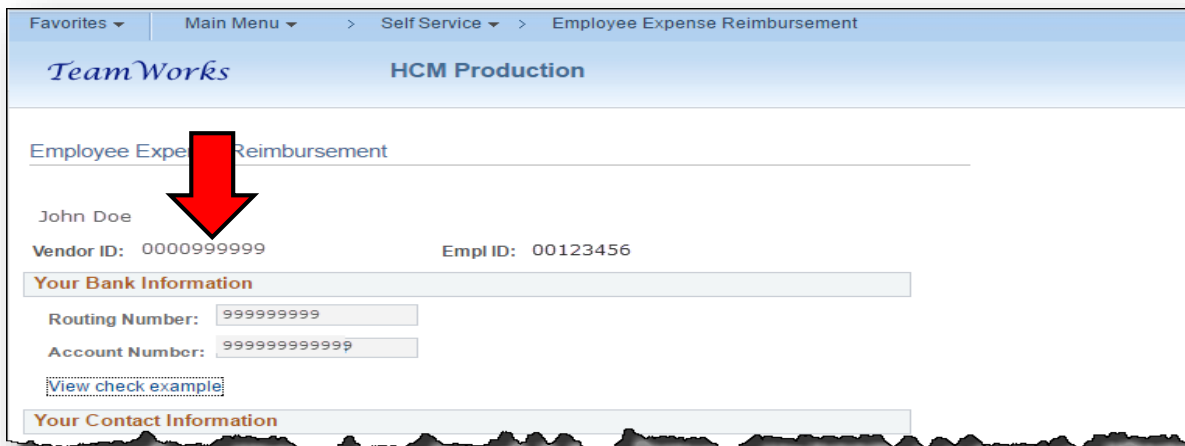 Favorites Main Menu > Self Service > Employee Expense Reimbursement
TeamWorks HCM Production
Employee Reimbursement
John Doe
Vendor ID: 0000999999 Empl ID: 00123456
Your Bank Information
Routing Number: 999999999
Account Number: 999999999999
View check example
Your Contact Information